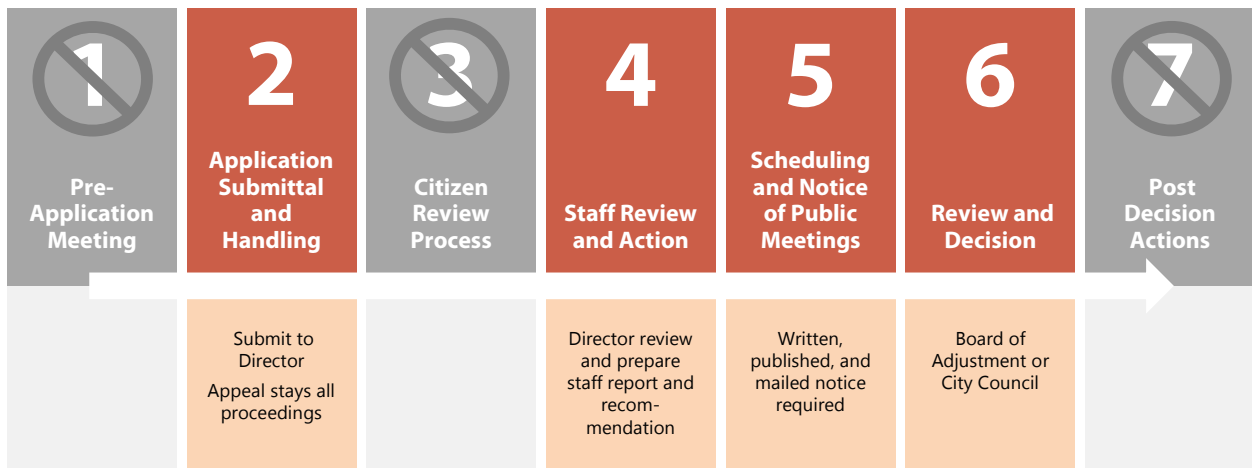 1
Pre-
Application
Meeting
2
Application
Submittal
and
Handling
3
Citizen
Review
Process
4
Staff Review
and Action
5
Scheduling
and Notice
of Public
Meetings
6
Review and
Decision
7
Post
Decision
Actions
Submit to
Director
Appeal stays all
proceedings
Director review
and prepare
staff report and
recom-
mendation
Written,
published, and
mailed notice
required
Board of
Adjustment or
City Council